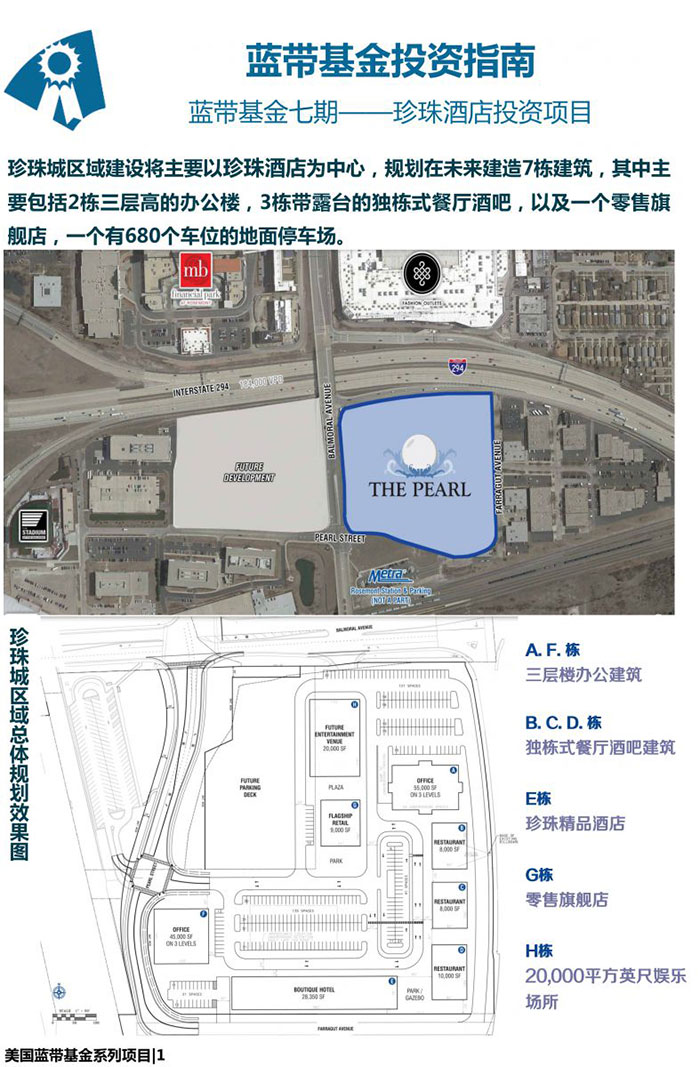 蓝带基金投资指南
蓝带基金七期——珍珠酒店投资项目
珍珠城区域建设将主要以珍珠酒店为中心，规划在未来建造7栋建筑，其中主
要包括2栋三层高的办公楼，3栋带露台的独栋式餐厅酒吧，以及一个零售旗
舰店，一个有680个车位的地面停车场。
mb
financial park
AT ROSEMONT
FASHION OUTLETS
INTERSTATE 294
184,000 VPD
294
BALMORAL AVENUE
FUTURE
DEVELOPMENT
THE PEARL
FARRAGUT AVENUE
STADIUM
PEARL STREET
Metra
Rosemont Station & Parking
(NOT A PART)
珍珠城区域总体规划效果图
BALMORAL AVENUE
H
FUTURE
ENTERTAINMENT
VENUE
20,000 SF
FUTURE
PARKING
DECK
PLAZA
A
OFFICE
55,000 SF
ON 3 LEVELS
G
FLAGSHIP
RETAIL
PARK
RESTAURANT
8,000 SF
PEARL STREET
C
RESTAURANT
8,000 SF
F
OFFICE
45,000 SF
ON 3 LEVELS
D
RESTAURANT
10,000 SF
E
BOUTIQUE HOTEL
28,350 SF
PARK/
GAZEBO
FARRAGUT AVENUE
A. F. 栋
三层楼办公建筑
B. C. D. 栋
独栋式餐厅酒吧建筑
E栋
珍珠精品酒店
G栋
零售旗舰店
H栋
20,000平方英尺娱乐
场所
美国蓝带基金系列项目|1